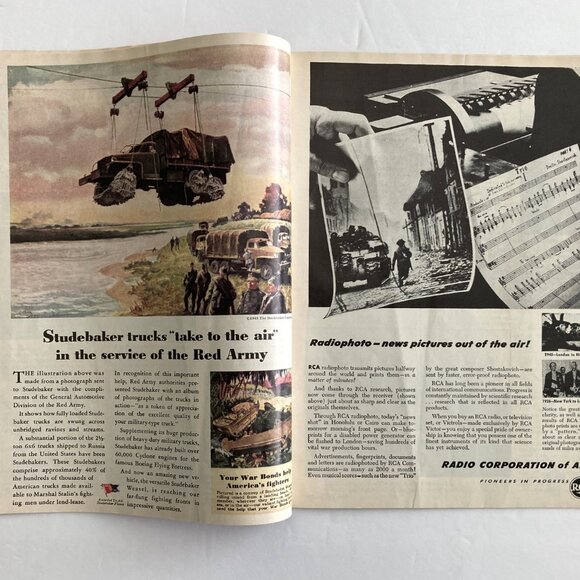 ©1945 The Studebaker
Studebaker trucks "take to the air"
in the service of the Red Army
THE illustration above was
made from a photograph sent
to Studebaker with the compli-
ments of the General Automotive
Division of the Red Army.
It shows how fully loaded Stude-
baker trucks are swung across
unbridged ravines and streams.
A substantial portion of the 2½-
ton 6x6 trucks shipped to Russia
from the United States have been
Studebakers. These Studebakers
comprise approximately 40% of
the hundreds of thousands of
American trucks made avail-
able to Marshal Stalin's fight-
ing men under lend-lease.
In recognition of this important
help, Red Army authorities pre-
sented Studebaker with an album
of photographs of the trucks in
action—"as a token of apprecia-
tion of the excellent quality of
your military-type truck."
Supplementing its huge produc-
tion of heavy-duty military trucks,
Studebaker has already built over
60,000 Cyclone engines for the
famous Boeing Flying Fortress.
And now an amazing new ve-
hicle, the versatile Studebaker
Weasel, is reaching our
far-flung fighting front in
impressive quantities.
Your War Bonds help
America's fighters
Trio
Radiophoto—news pictures out of the air!
RCA radiophoto transmits pictures halfway
around the world and prints them—in a
matter of minutes!
And thanks to RCA research, pictures
now come through the receiver (shown
above) just about as sharp and clear as the
originals themselves.
Through RCA radiophoto, today's "news
shot" in Honolulu or Cairo can make to-
morrow's front page. Or—blue-
prints for a disabled power generator can
be flashed to London—saving hundreds of
vital war production hours.
Advertisements, fingerprints, documents
and letters are radiophotoed by RCA Com-
munications—as many as 2000 a month!
Even musical scores—such as the new "Trio"
by the great composer Shostakovich—are
sent by faster, error-proof radiophoto.
RCA has long been a pioneer in all fields
of international communications. Progress is
constantly maintained by scientific research
... research that is reflected in all RCA
products.
When you buy an RCA radio, or television
set, or Victrola—made exclusively by RCA
Victor—you enjoy a special pride of owner-
ship in knowing that you possess one of the
finest instruments of its kind that science
has yet achieved.
RADIO CORPORATION of A
PIONEERS IN PROGRESS
RCA